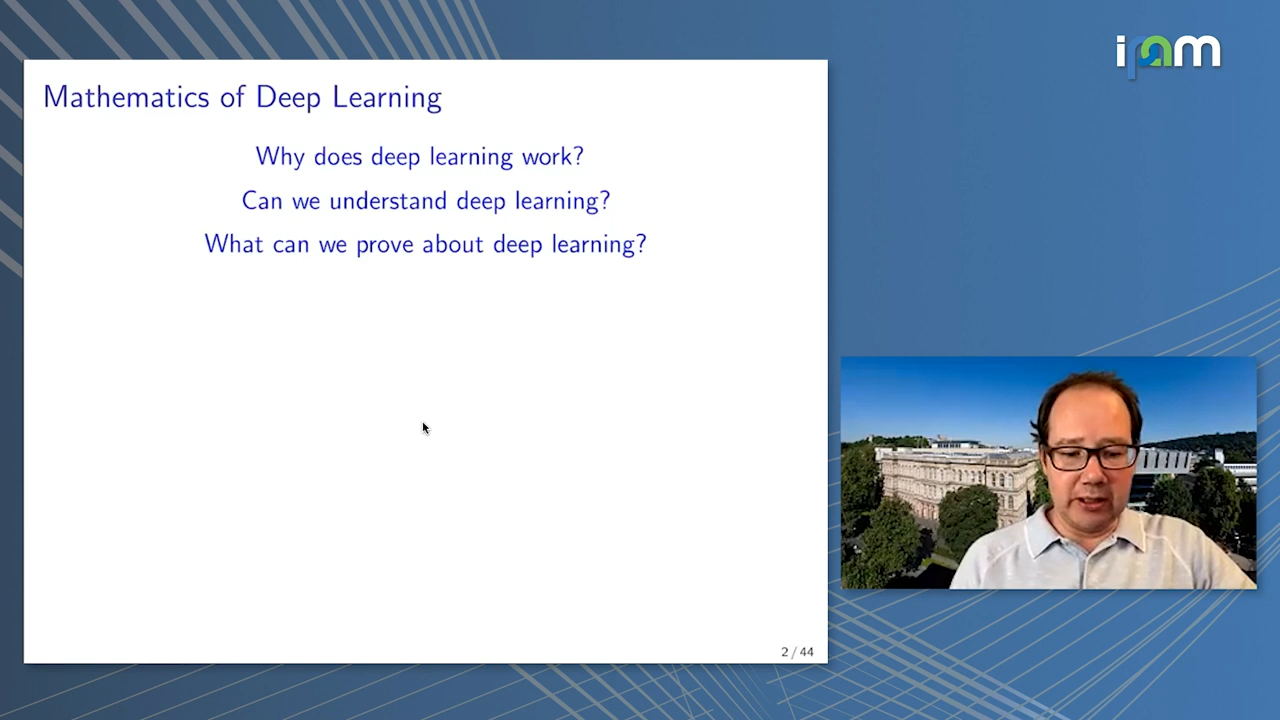 Mathematics of Deep Learning
Why does deep learning work?
Can we understand deep learning?
What can we prove about deep learning?
2 / 44
ipam